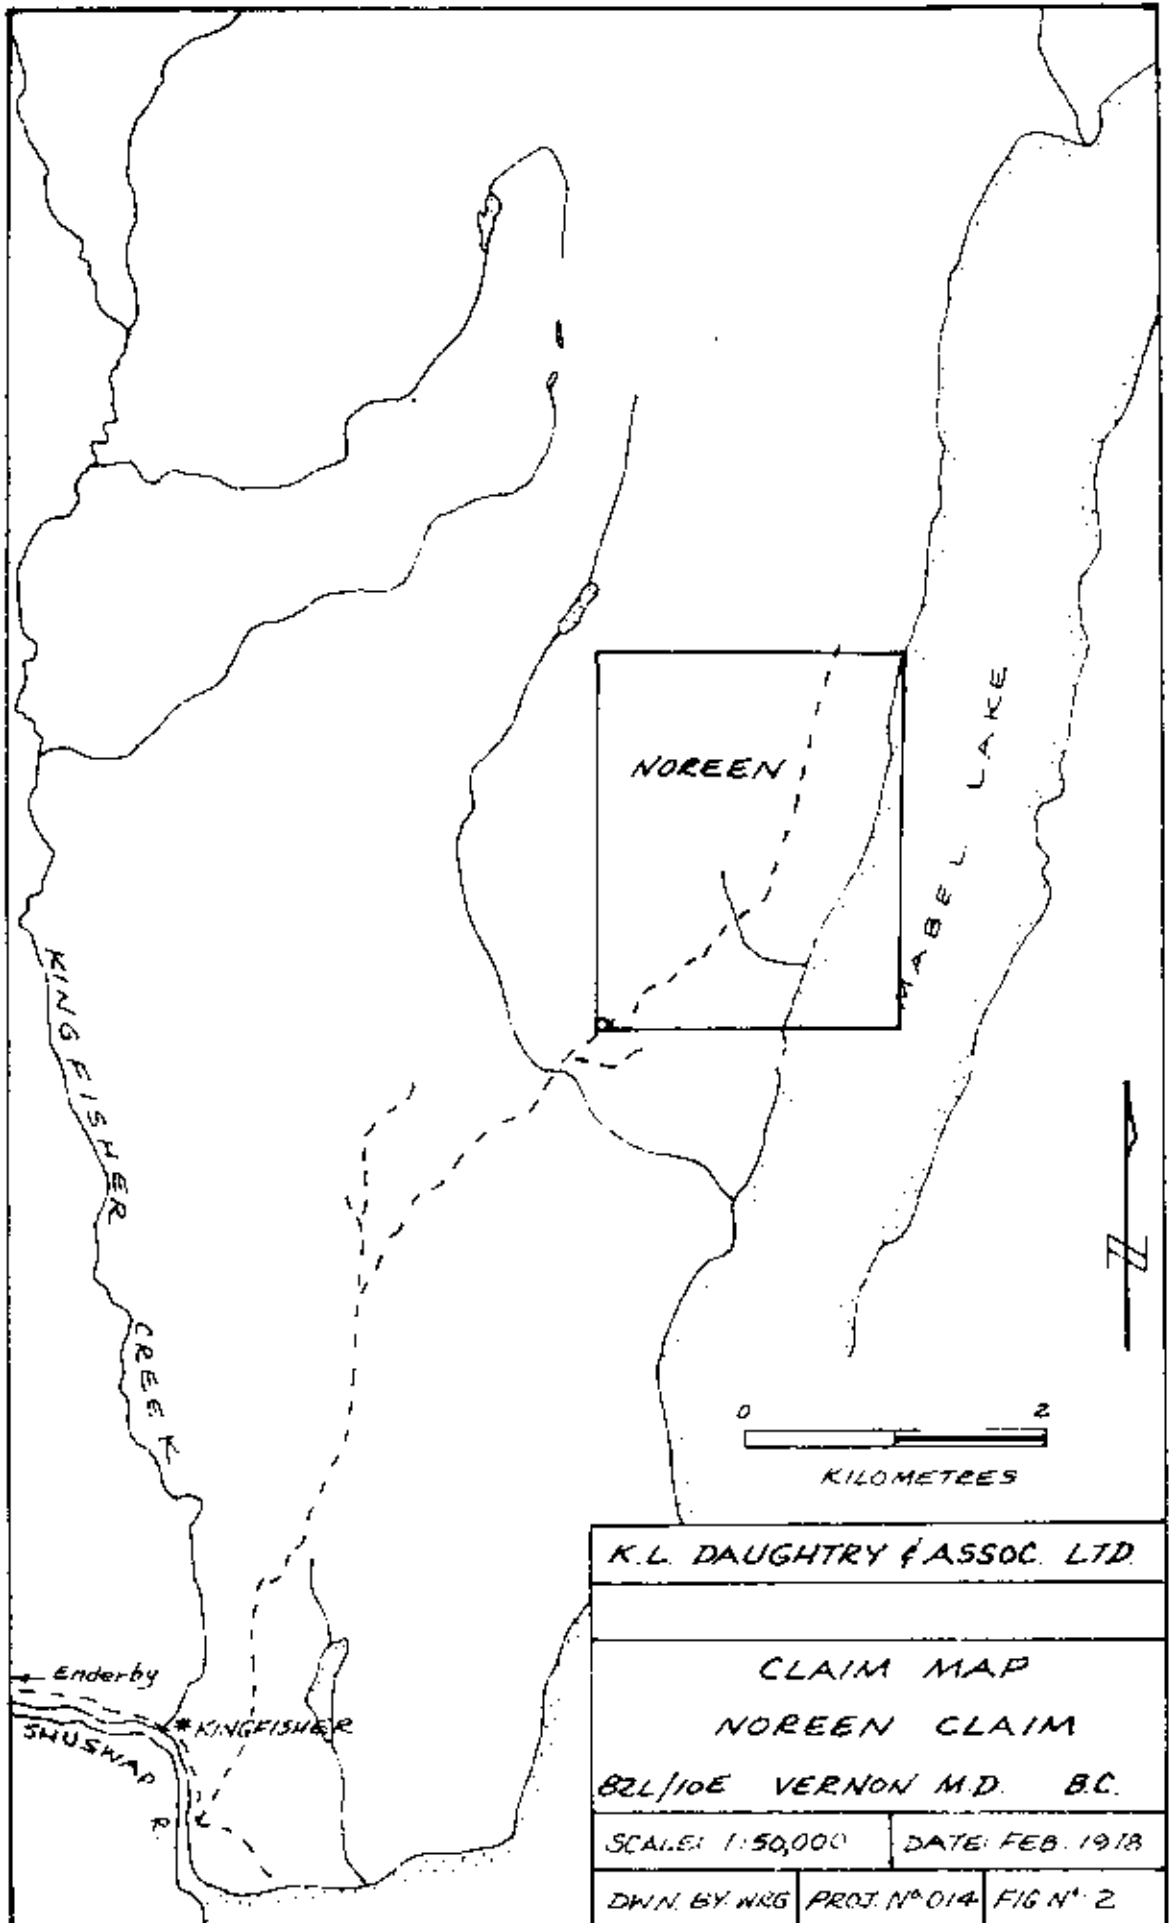 NOREEN
MABEL LAKE
KINGFISHER CREEK
N
0 2
KILOMETRES
Enderby
KINGFISHER
SHUSWAP R.
K.L. DAUGHTRY & ASSOC. LTD.
CLAIM MAP
NOREEN CLAIM
82L/10E VERNON M.D. B.C.
SCALE: 1:50,000 DATE: FEB. 1978
DWN. BY. WRG PROJ. Nº 014 FIG Nº 2